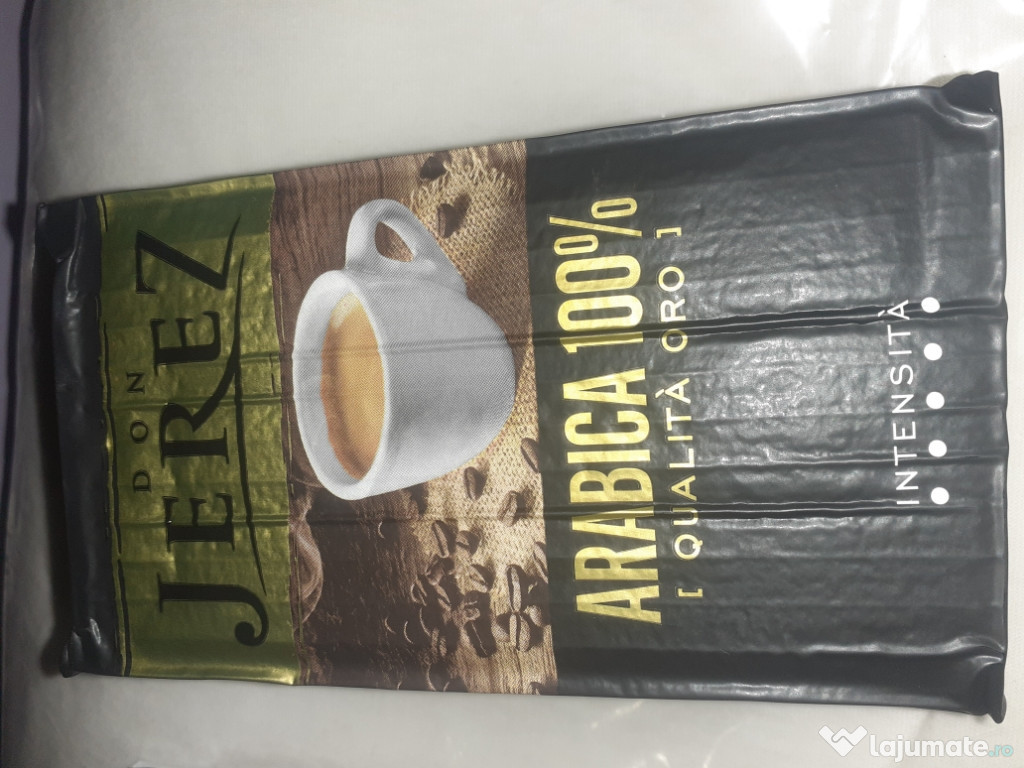 DON
JEREZ
ARABICA 100%
[ QUALITÀ ORO ]
INTENSITÀ
lajumate.ro